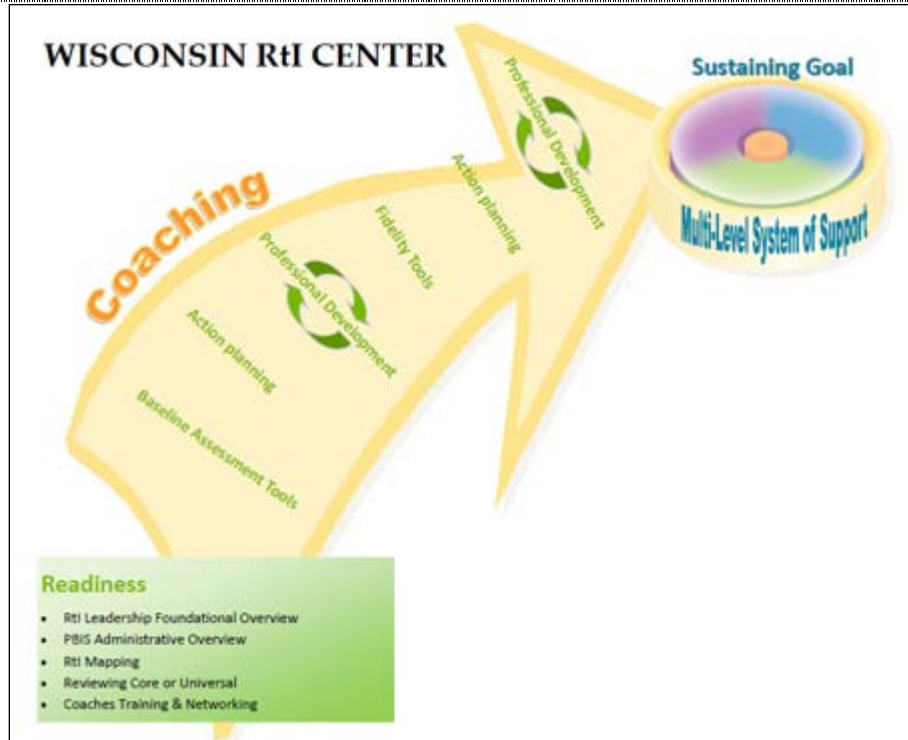 WISCONSIN RtI CENTER
Sustaining Goal
Multi-Level System of Support
Coaching
Professional Development
Action planning
Fidelity Tools
Professional Development
Action planning
Baseline Assessment Tools
Readiness
• RtI Leadership Foundational Overview
• PBIS Administrative Overview
• RtI Mapping
• Reviewing Core or Universal
• Coaches Training & Networking